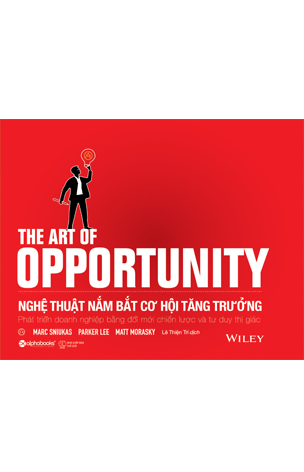 THE ART OF
OPPORTUNITY
NGHỆ THUẬT NẮM BẮT CƠ HỘI TĂNG TRƯỞNG
Phát triển doanh nghiệp bằng đổi mới chiến lược và tư duy thị giác
MARC SNIUKAS PARKER LEE MATT MORASKY Lê Thiện Trí dịch
alphabooks
WILEY